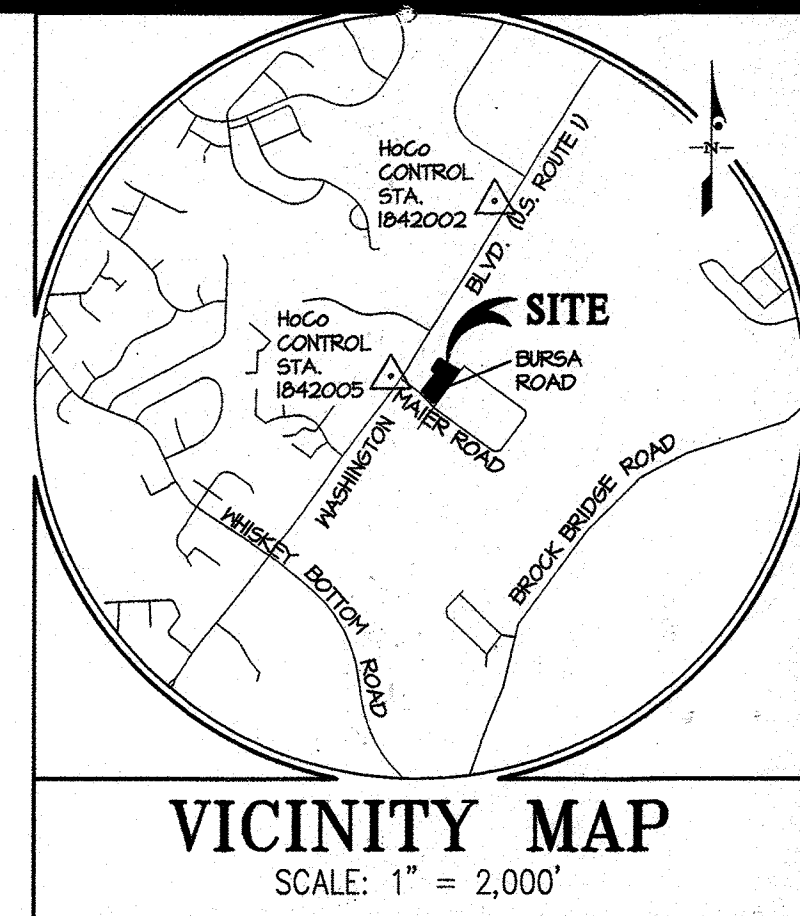 HoCo
CONTROL
STA.
1842002
BLVD. (U.S. ROUTE 1)
N
SITE
HoCo
CONTROL
STA.
1842005
BURSA
ROAD
MAIER ROAD
WASHINGTON
BROCK BRIDGE ROAD
WHISKEY BOTTOM ROAD
VICINITY MAP
SCALE: 1" = 2,000'